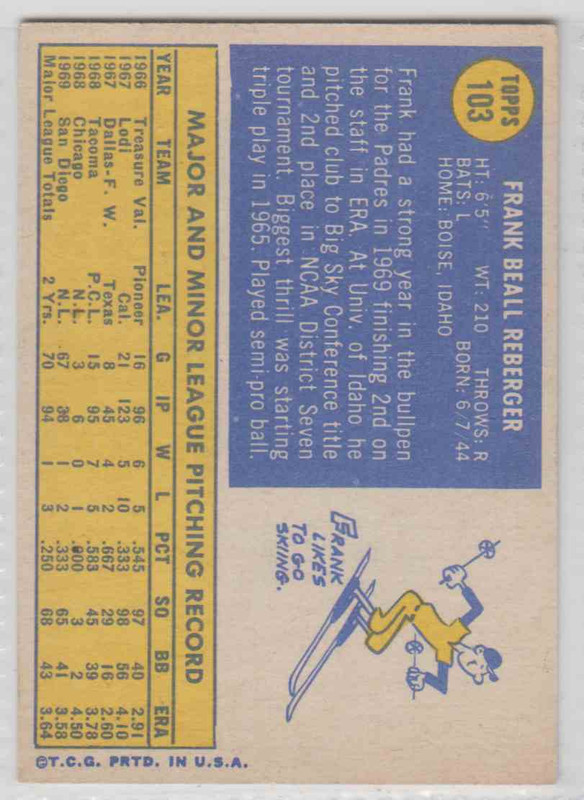 TOPPS
103
FRANK BEALL REBERGER
HT: 6'5" WT: 210 THROWS: R
BATS: L BORN: 6/7/44
HOME: BOISE, IDAHO
Frank had a strong year in the bullpen
for the Padres in 1969 finishing 2nd on
the staff in ERA. At Univ. of Idaho he
pitched club to Big Sky Conference title
and 2nd place in NCAA District Seven
tournament. Biggest thrill was starting
triple play in 1965. Played semi-pro ball.
FRANK
LIKES
TO GO
SKIING.
MAJOR AND MINOR LEAGUE PITCHING RECORD
YEAR TEAM LEA. G IP W L PCT SO BB ERA
1966 Treasure Val. Pioneer 16 96 6 5 .545 97 40 2.91
1967 Lodi Cal. 21 123 5 10 .333 98 56 4.10
1967 Dallas-F. W. Texas 8 45 4 2 .667 29 16 2.60
1968 Tacoma P.C.L. 15 95 7 5 .583 45 39 3.78
1968 Chicago N.L. 3 6 0 1 .000 3 2 4.50
1969 San Diego N.L. 67 88 1 2 .333 65 41 3.58
Major League Totals 2 Yrs. 70 94 1 3 .250 68 43 3.64
©T.C.G. PRTD. IN U.S.A.